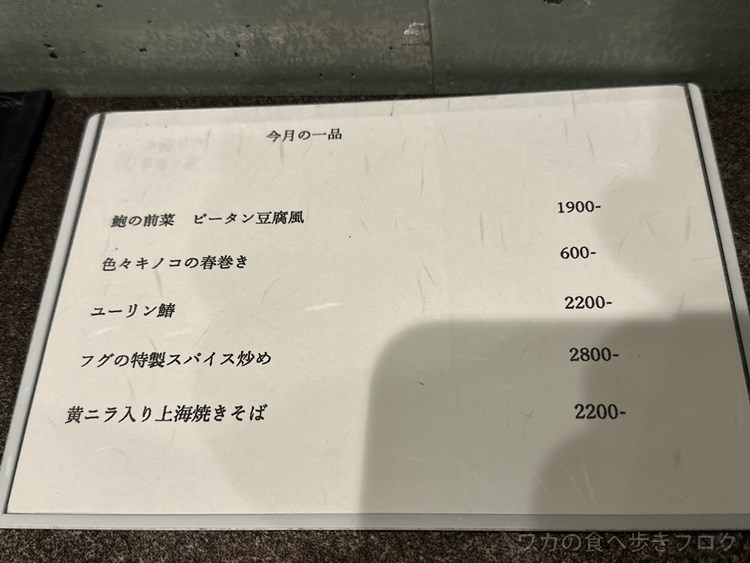 今月の一品
鮑の前菜　ピータン豆腐風 1900-
色々キノコの春巻き 600-
ユーリン鰆 2200-
フグの特製スパイス炒め 2800-
黄ニラ入り上海焼きそば 2200-
ワカの食べ歩きブログ